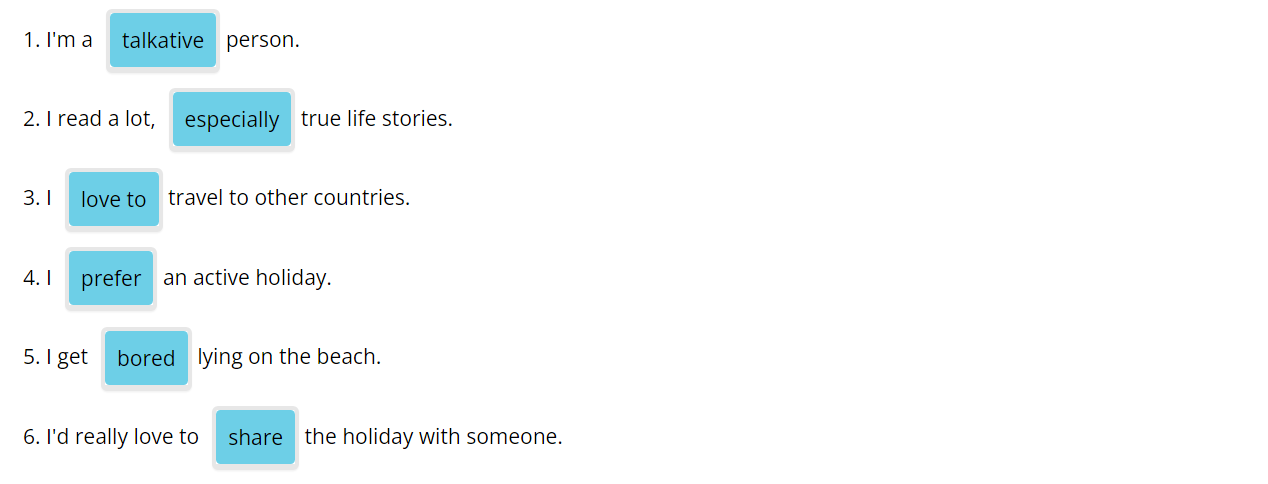 1. I'm a talkative person.
2. I read a lot, especially true life stories.
3. I love to travel to other countries.
4. I prefer an active holiday.
5. I get bored lying on the beach.
6. I'd really love to share the holiday with someone.